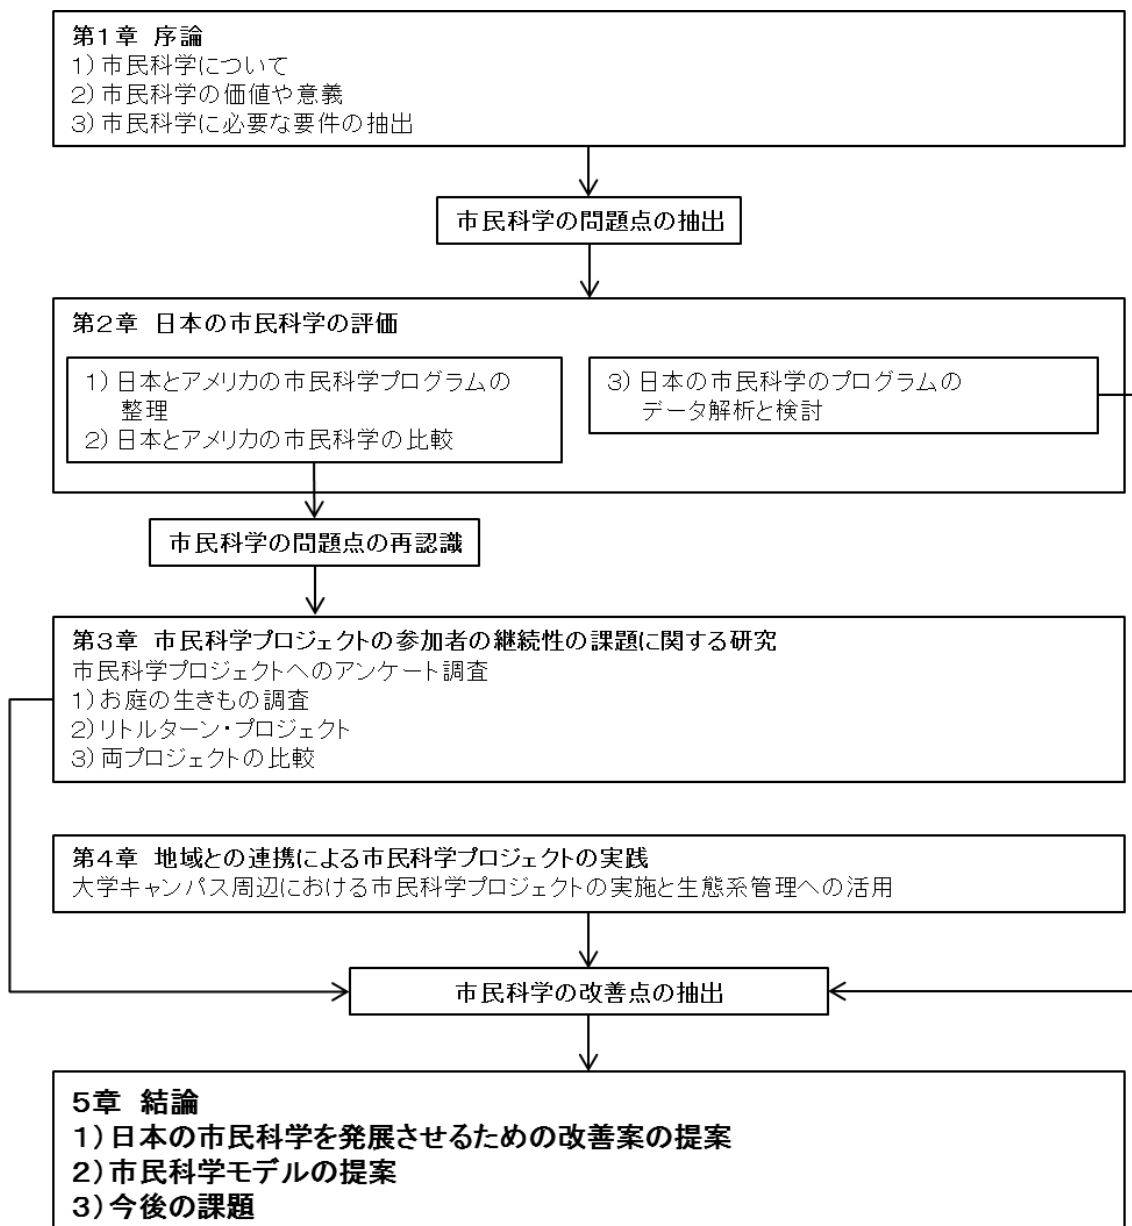 第1章 序論
1)市民科学について
2)市民科学の価値や意義
3)市民科学に必要な要件の抽出
市民科学の問題点の抽出
第2章 日本の市民科学の評価
1)日本とアメリカの市民科学プログラムの
整理
2)日本とアメリカの市民科学の比較
3)日本の市民科学のプログラムの
データ解析と検討
市民科学の問題点の再認識
第3章 市民科学プロジェクトの参加者の継続性の課題に関する研究
市民科学プロジェクトへのアンケート調査
1)お庭の生きもの調査
2)リトルターン・プロジェクト
3)両プロジェクトの比較
第4章 地域との連携による市民科学プロジェクトの実践
大学キャンパス周辺における市民科学プロジェクトの実施と生態系管理への活用
市民科学の改善点の抽出
5章 結論
1)日本の市民科学を発展させるための改善案の提案
2)市民科学モデルの提案
3)今後の課題